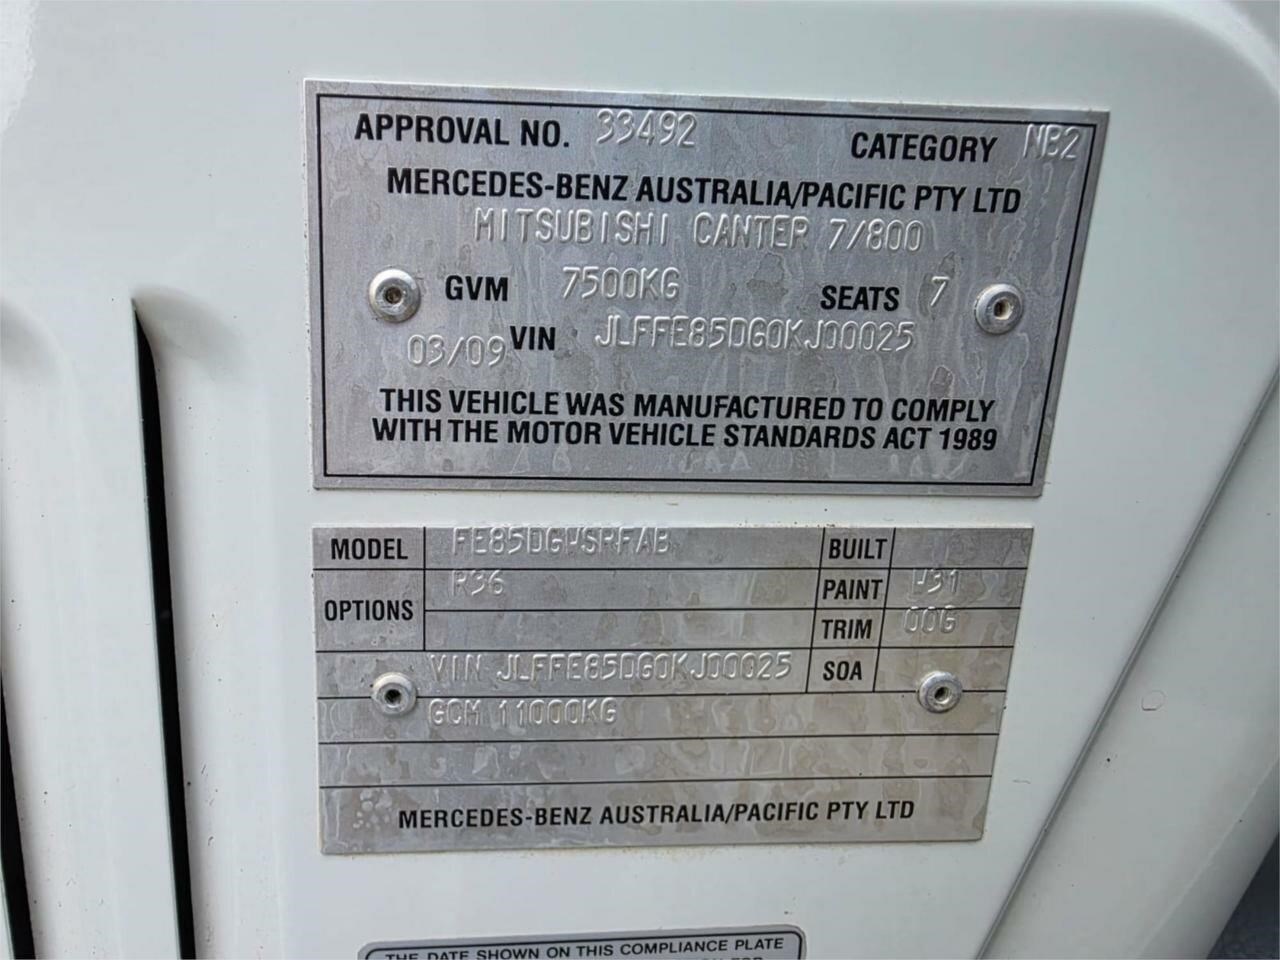 APPROVAL NO. 33492 CATEGORY NB2
MERCEDES-BENZ AUSTRALIA/PACIFIC PTY LTD
MITSUBISHI CANTER 7/800
GVM 7500KG SEATS 7
03/09 VIN JLFFE85DG0KJ00025
THIS VEHICLE WAS MANUFACTURED TO COMPLY
WITH THE MOTOR VEHICLE STANDARDS ACT 1989
MODEL FE85DGWSRFAB BUILT
OPTIONS R36 PAINT W31
TRIM 00G
VIN JLFFE85DG0KJ00025 SOA
GCM 11000KG
MERCEDES-BENZ AUSTRALIA/PACIFIC PTY LTD
THE DATE SHOWN ON THIS COMPLIANCE PLATE